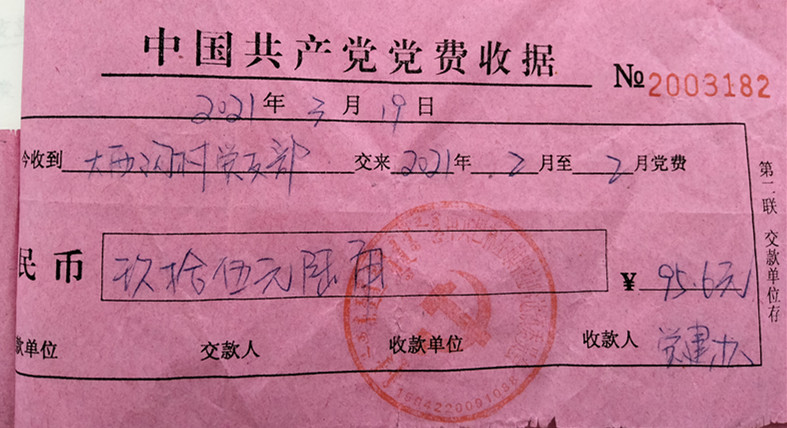 中国共产党党费收据
№2003182
2021年3月19日
今收到大西沟村党支部交来2021年2月至2月党费
民币 玖拾伍元陆角 ¥95.6元
款单位 交款人 收款单位 收款人 党建办
第二联 交款单位存